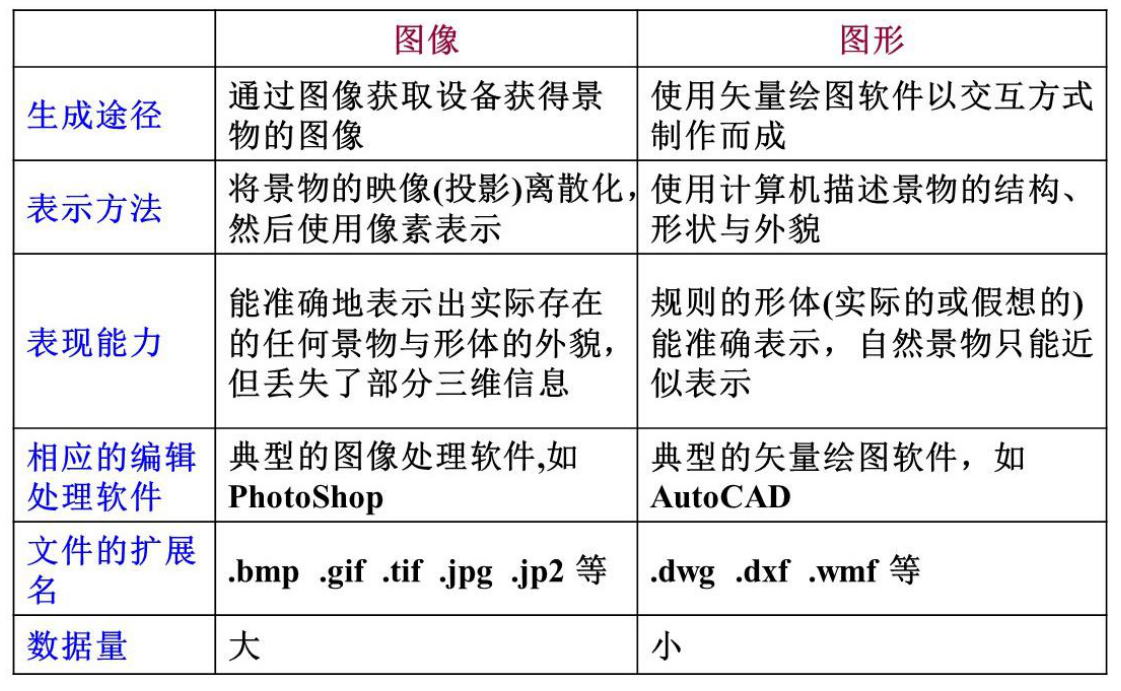 图像
图形
生成途径
通过图像获取设备获得景
物的图像
使用矢量绘图软件以交互方式
制作而成
表示方法
将景物的映像(投影)离散化，
然后使用像素表示
使用计算机描述景物的结构、
形状与外貌
表现能力
能准确地表示出实际存在
的任何景物与形体的外貌，
但丢失了部分三维信息
规则的形体(实际的或假想的)
能准确表示，自然景物只能近
似表示
相应的编辑
处理软件
典型的图像处理软件,如
PhotoShop
典型的矢量绘图软件，如
AutoCAD
文件的扩展
名
.bmp .gif .tif .jpg .jp2 等
.dwg .dxf .wmf 等
数据量
大
小